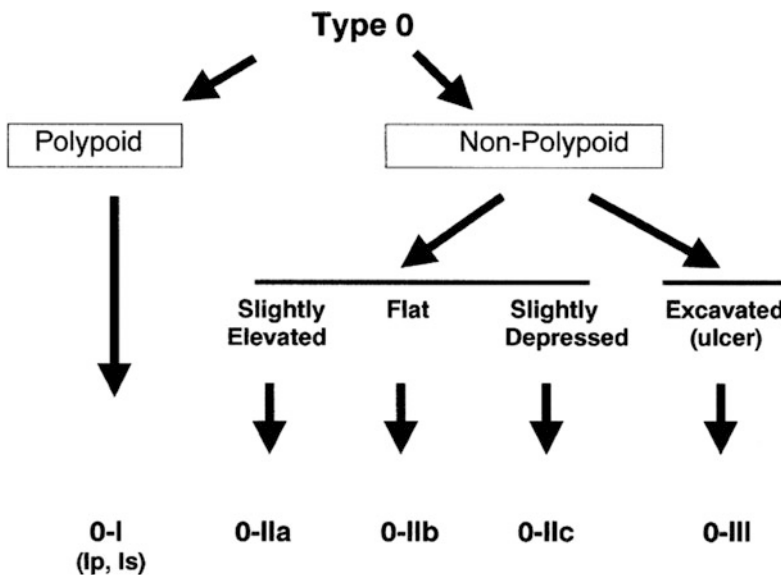 Type 0
Polypoid
Non-Polypoid
Slightly
Elevated
Flat
Slightly
Depressed
Excavated
(ulcer)
0-I
(Ip, Is)
0-IIa
0-IIb
0-IIc
0-III